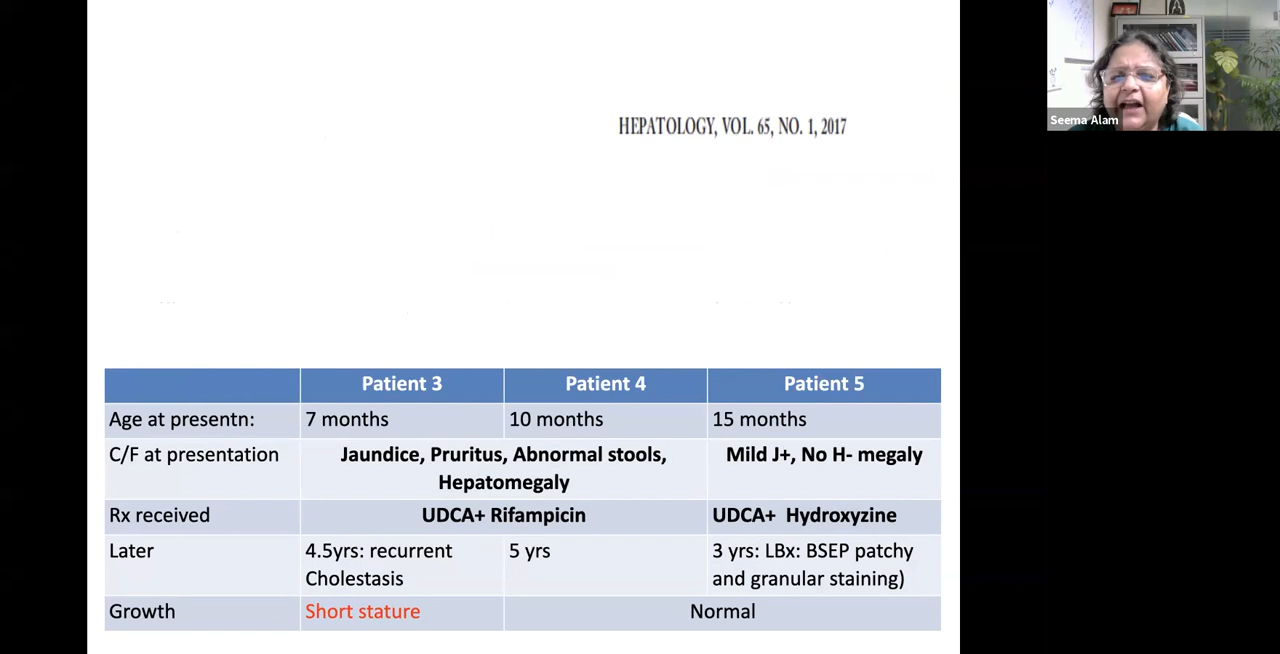 HEPATOLOGY, VOL. 65, NO. 1, 2017
Seema Alam
Patient 3 Patient 4 Patient 5
Age at presentn: 7 months 10 months 15 months
C/F at presentation Jaundice, Pruritus, Abnormal stools, Mild J+, No H- megaly
Hepatomegaly
Rx received UDCA+ Rifampicin UDCA+ Hydroxyzine
Later 4.5yrs: recurrent 5 yrs 3 yrs: LBx: BSEP patchy
Cholestasis and granular staining)
Growth Short stature Normal